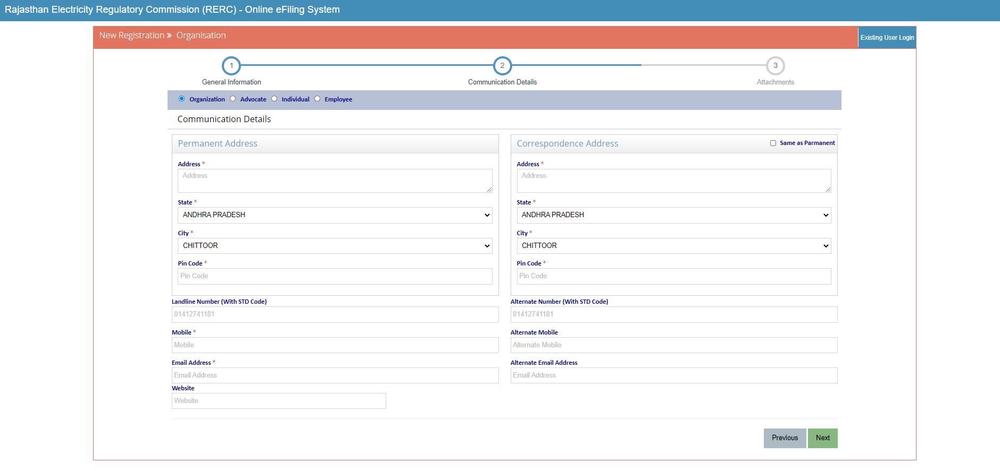 Rajasthan Electricity Regulatory Commission (RERC) - Online eFiling System
New Registration » Organisation
Existing User Login
1 2 3
General Information Communication Details Attachments
Organization Advocate Individual Employee
Communication Details
Permanent Address
Address *
Address
State *
ANDHRA PRADESH
City *
CHITTOOR
Pin Code *
Pin Code
Correspondence Address Same as Parmanent
Address *
Address
State *
ANDHRA PRADESH
City *
CHITTOOR
Pin Code *
Pin Code
Landline Number (With STD Code) Alternate Number (With STD Code)
01412741181 01412741181
Mobile * Alternate Mobile
Mobile Alternate Mobile
Email Address * Alternate Email Address
Email Address Email Address
Website
Website
Previous Next